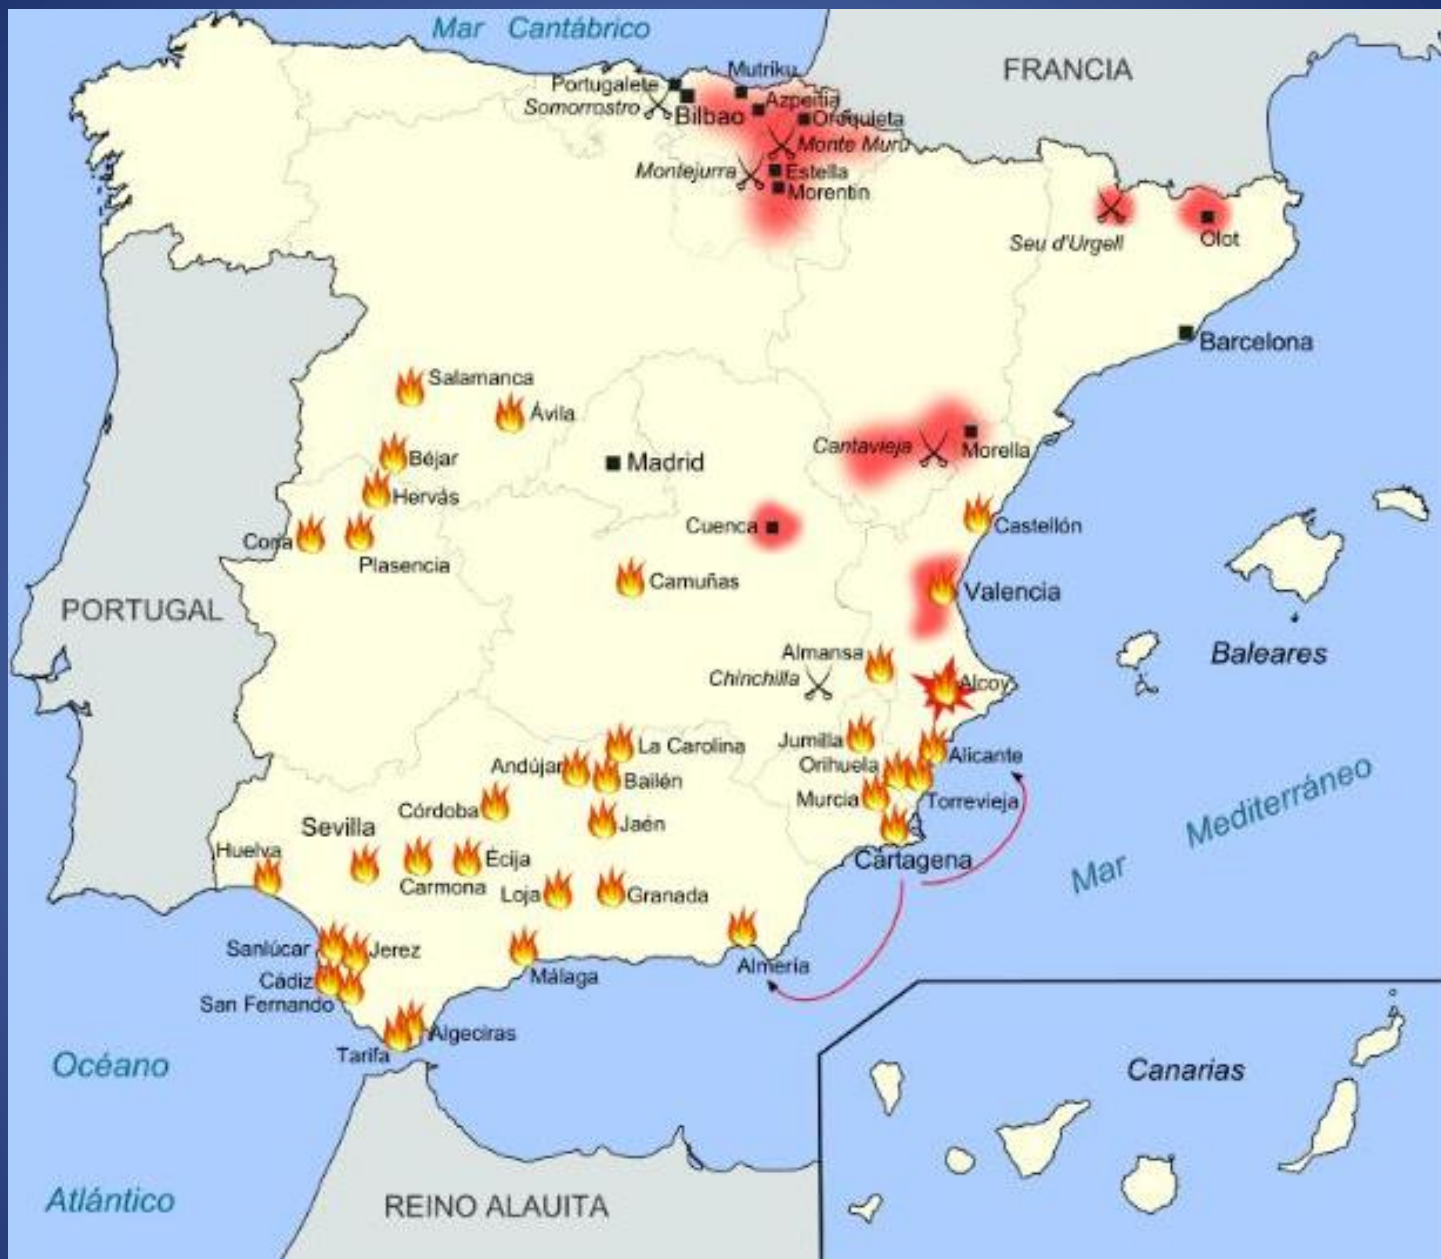 Mar Cantábrico
FRANCIA
Mutriku
Portugalete
Somorrostro
Bilbao
Azpeitia
Oroquieta
Monte Muru
Montejurra
Estella
Morentin
Seu d'Urgell
Olot
Barcelona
Salamanca
Ávila
Béjar
Madrid
Hervás
Cantavieja
Morella
Coria
Plasencia
Cuenca
Castellón
Camuñas
Valencia
PORTUGAL
Baleares
Almansa
Chinchilla
Alcoy
La Carolina
Jumilla
Andújar
Bailén
Orihuela
Alicante
Murcia
Torrevieja
Córdoba
Jaén
Sevilla
Huelva
Écija
Carmona
Cartagena
Loja
Granada
Mar Mediterráneo
Sanlúcar
Jerez
Cádiz
San Fernando
Málaga
Almería
Algeciras
Tarifa
Océano
Canarias
Atlántico
REINO ALAUITA